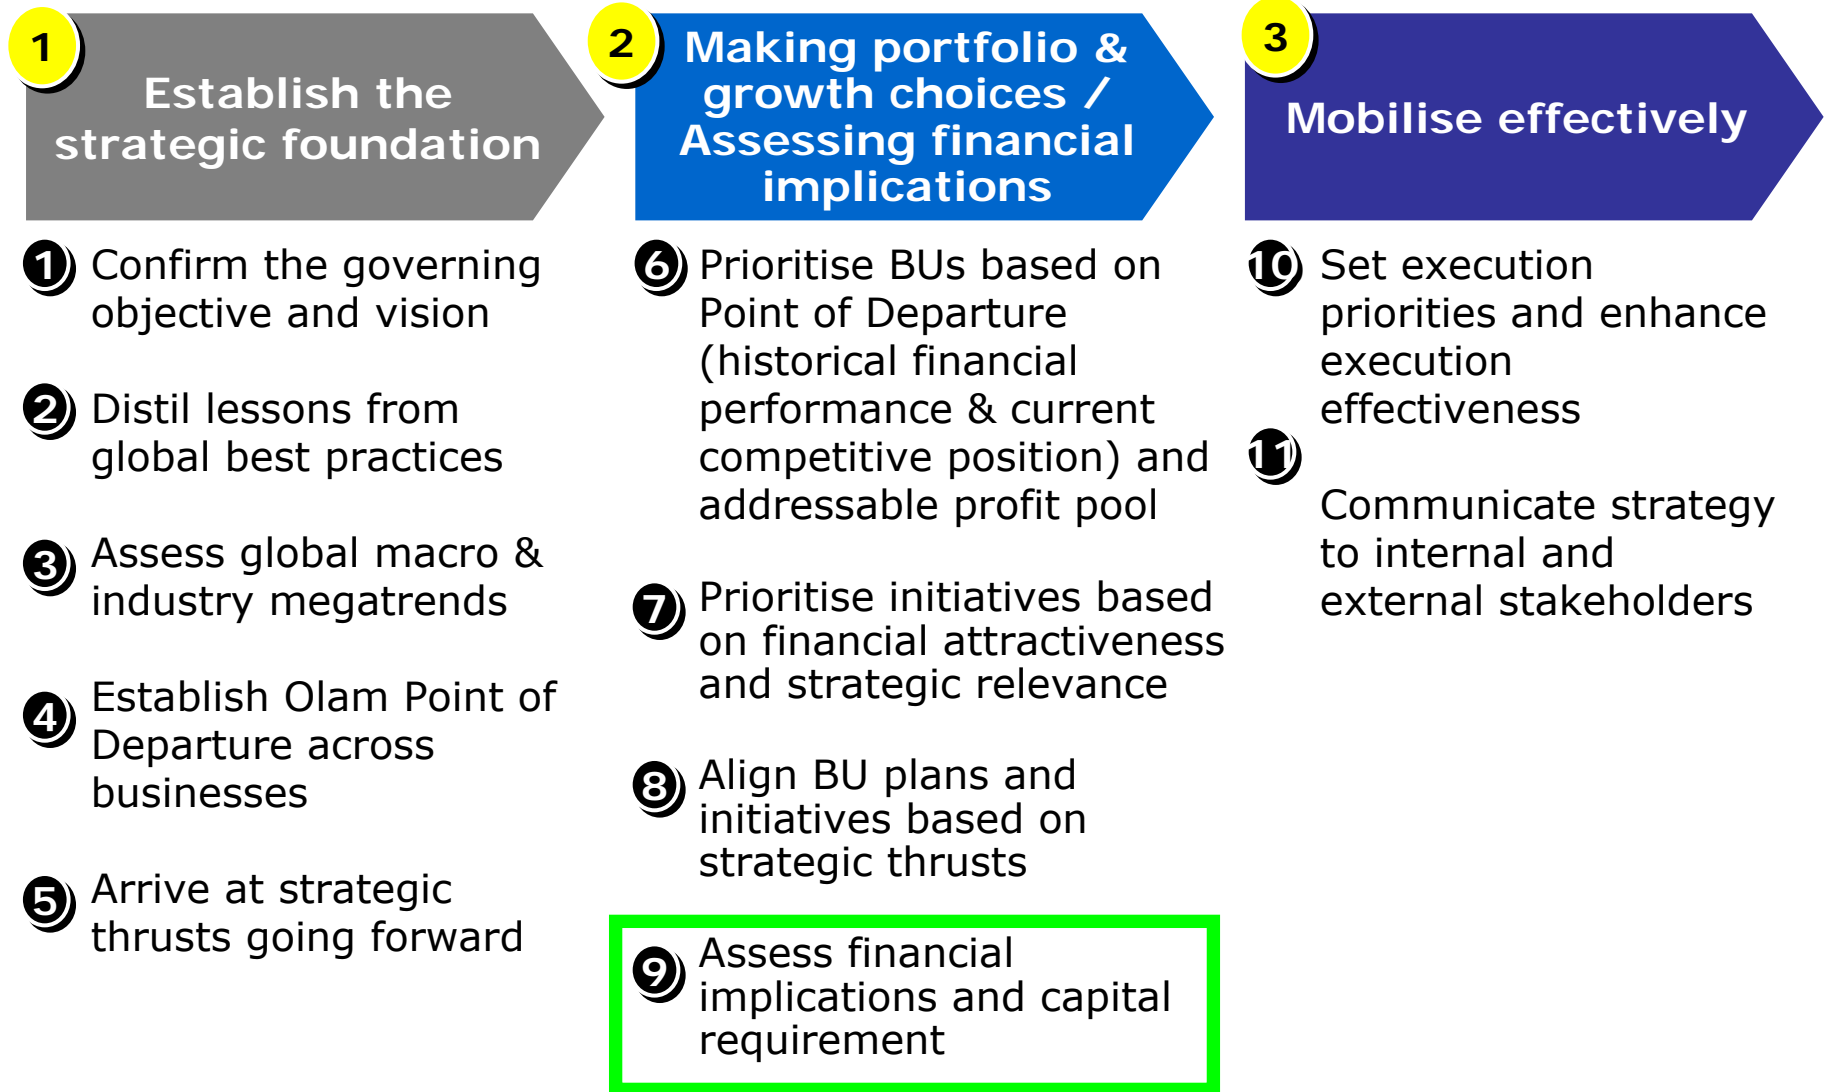 1
Establish the
strategic foundation
1 Confirm the governing
objective and vision
2 Distil lessons from
global best practices
3 Assess global macro &
industry megatrends
4 Establish Olam Point of
Departure across
businesses
5 Arrive at strategic
thrusts going forward
2
Making portfolio &
growth choices /
Assessing financial
implications
6 Prioritise BUs based on
Point of Departure
(historical financial
performance & current
competitive position) and
addressable profit pool
7 Prioritise initiatives based
on financial attractiveness
and strategic relevance
8 Align BU plans and
initiatives based on
strategic thrusts
9 Assess financial
implications and capital
requirement
3
Mobilise effectively
10 Set execution
priorities and enhance
execution
effectiveness
11
Communicate strategy
to internal and
external stakeholders